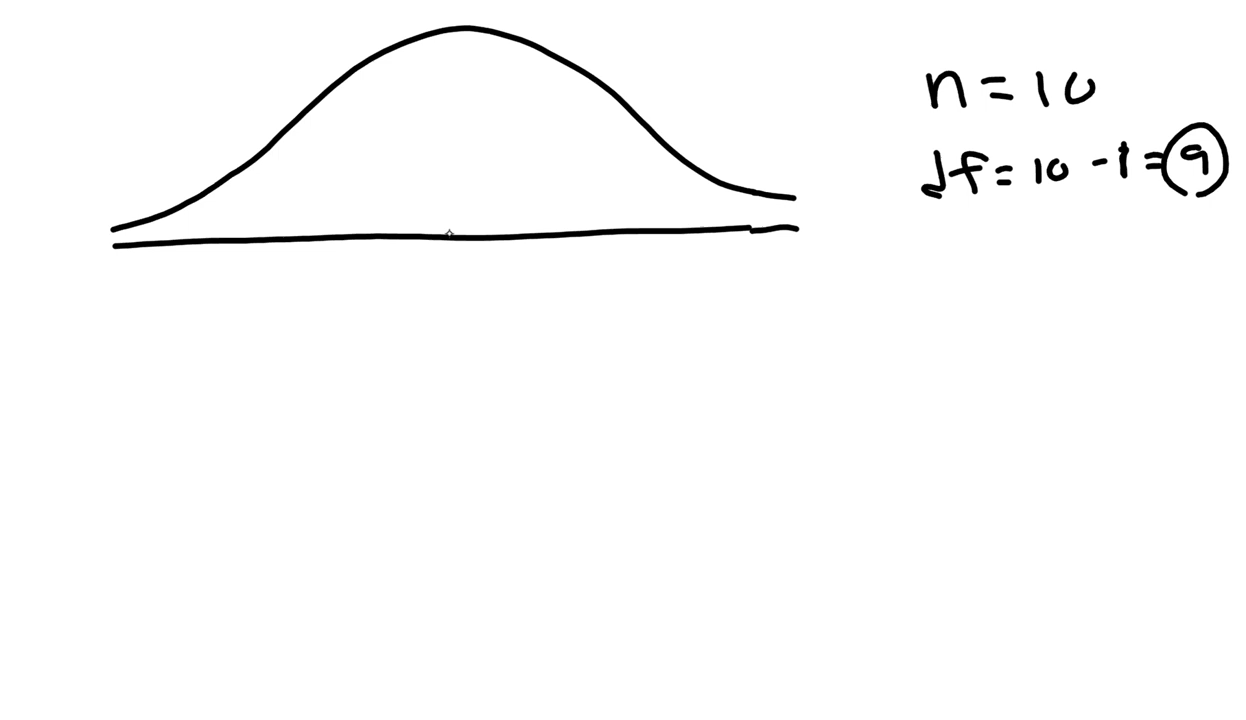 n = 10
df = 10 - 1 = 9